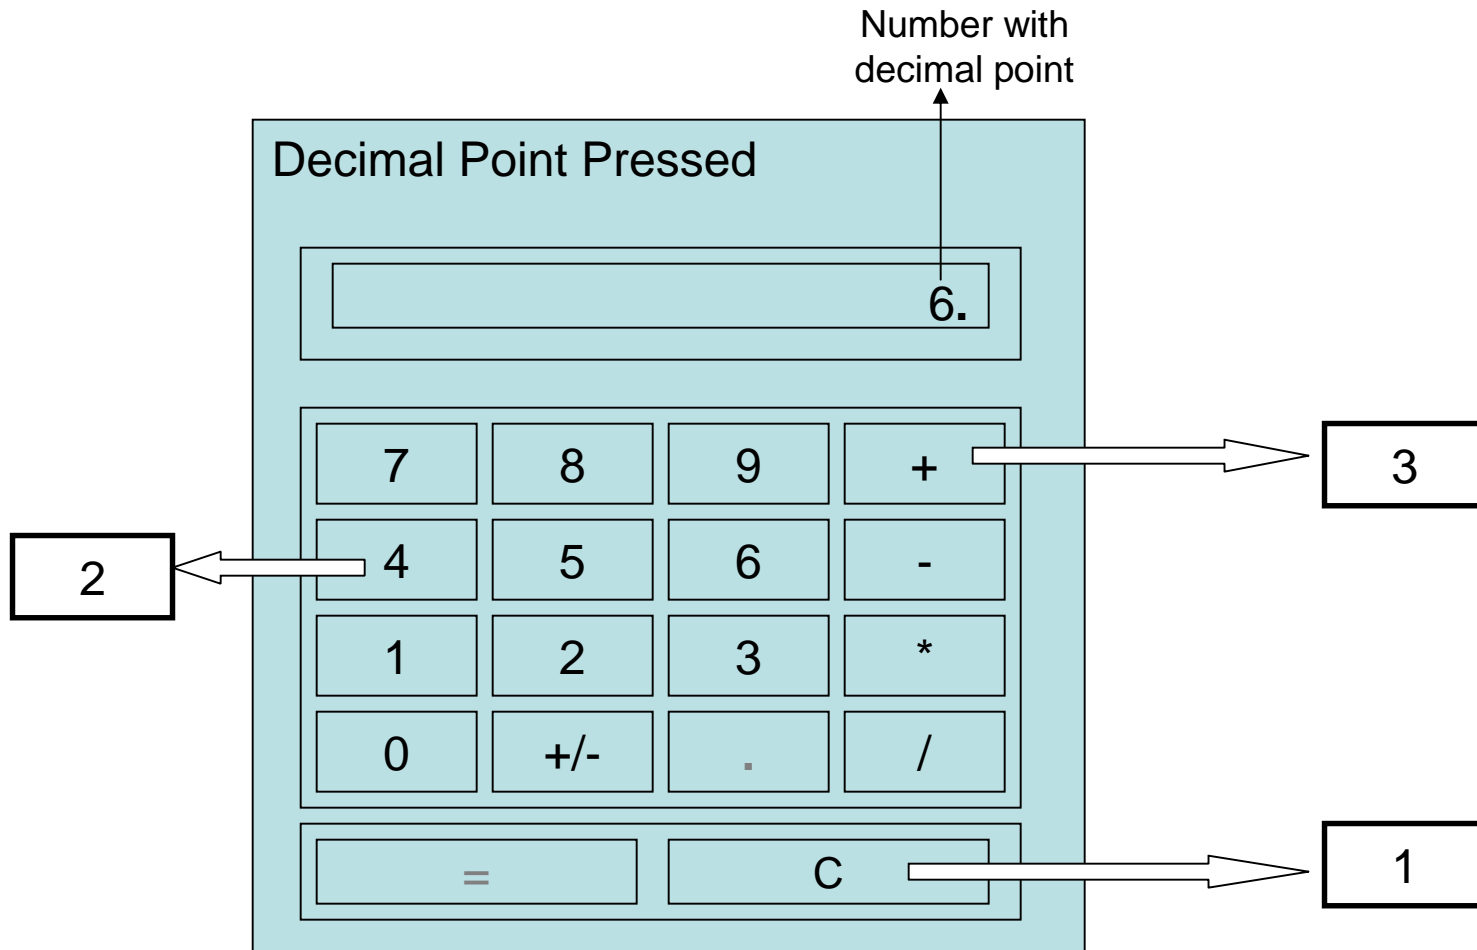 Number with
decimal point
Decimal Point Pressed
6.
7 8 9 +
3
4 5 6 -
2
1 2 3 *
0 +/- . /
= C
1